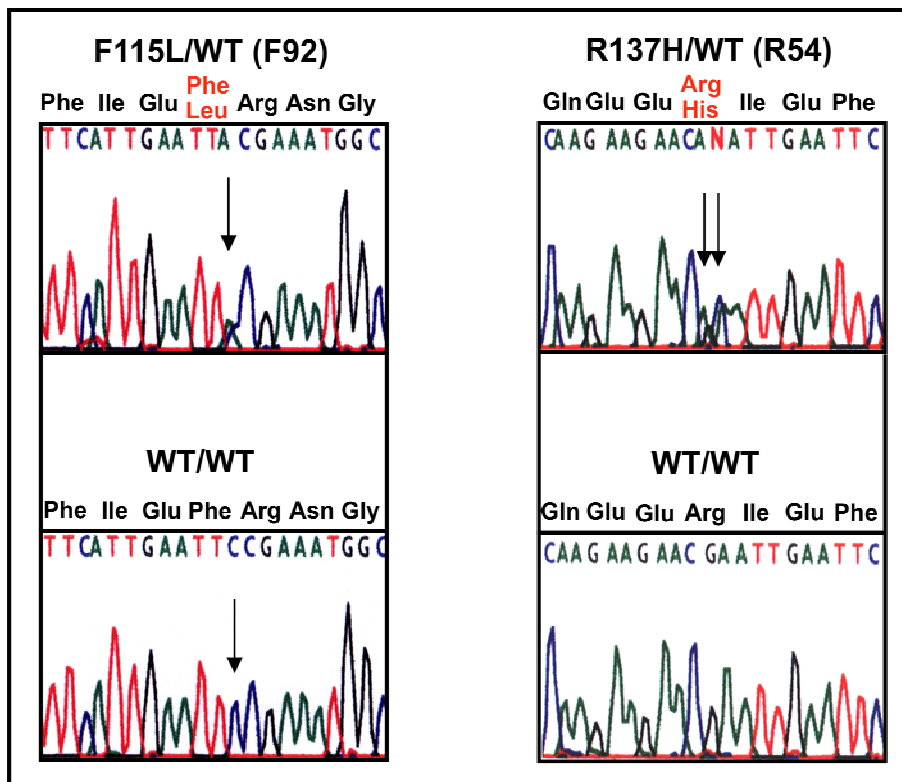 F115L/WT (F92)
Phe
Phe Ile Glu Leu Arg Asn Gly
TTCATTGAATTACGAAATGGC
WT/WT
Phe Ile Glu Phe Arg Asn Gly
TTCATTGAATTCCGAAATGGC
R137H/WT (R54)
Arg
Gln Glu Glu His Ile Glu Phe
CAAGAAGAACANATTGAATTC
WT/WT
Gln Glu Glu Arg Ile Glu Phe
CAAGAAGAACGAATTGAATTC